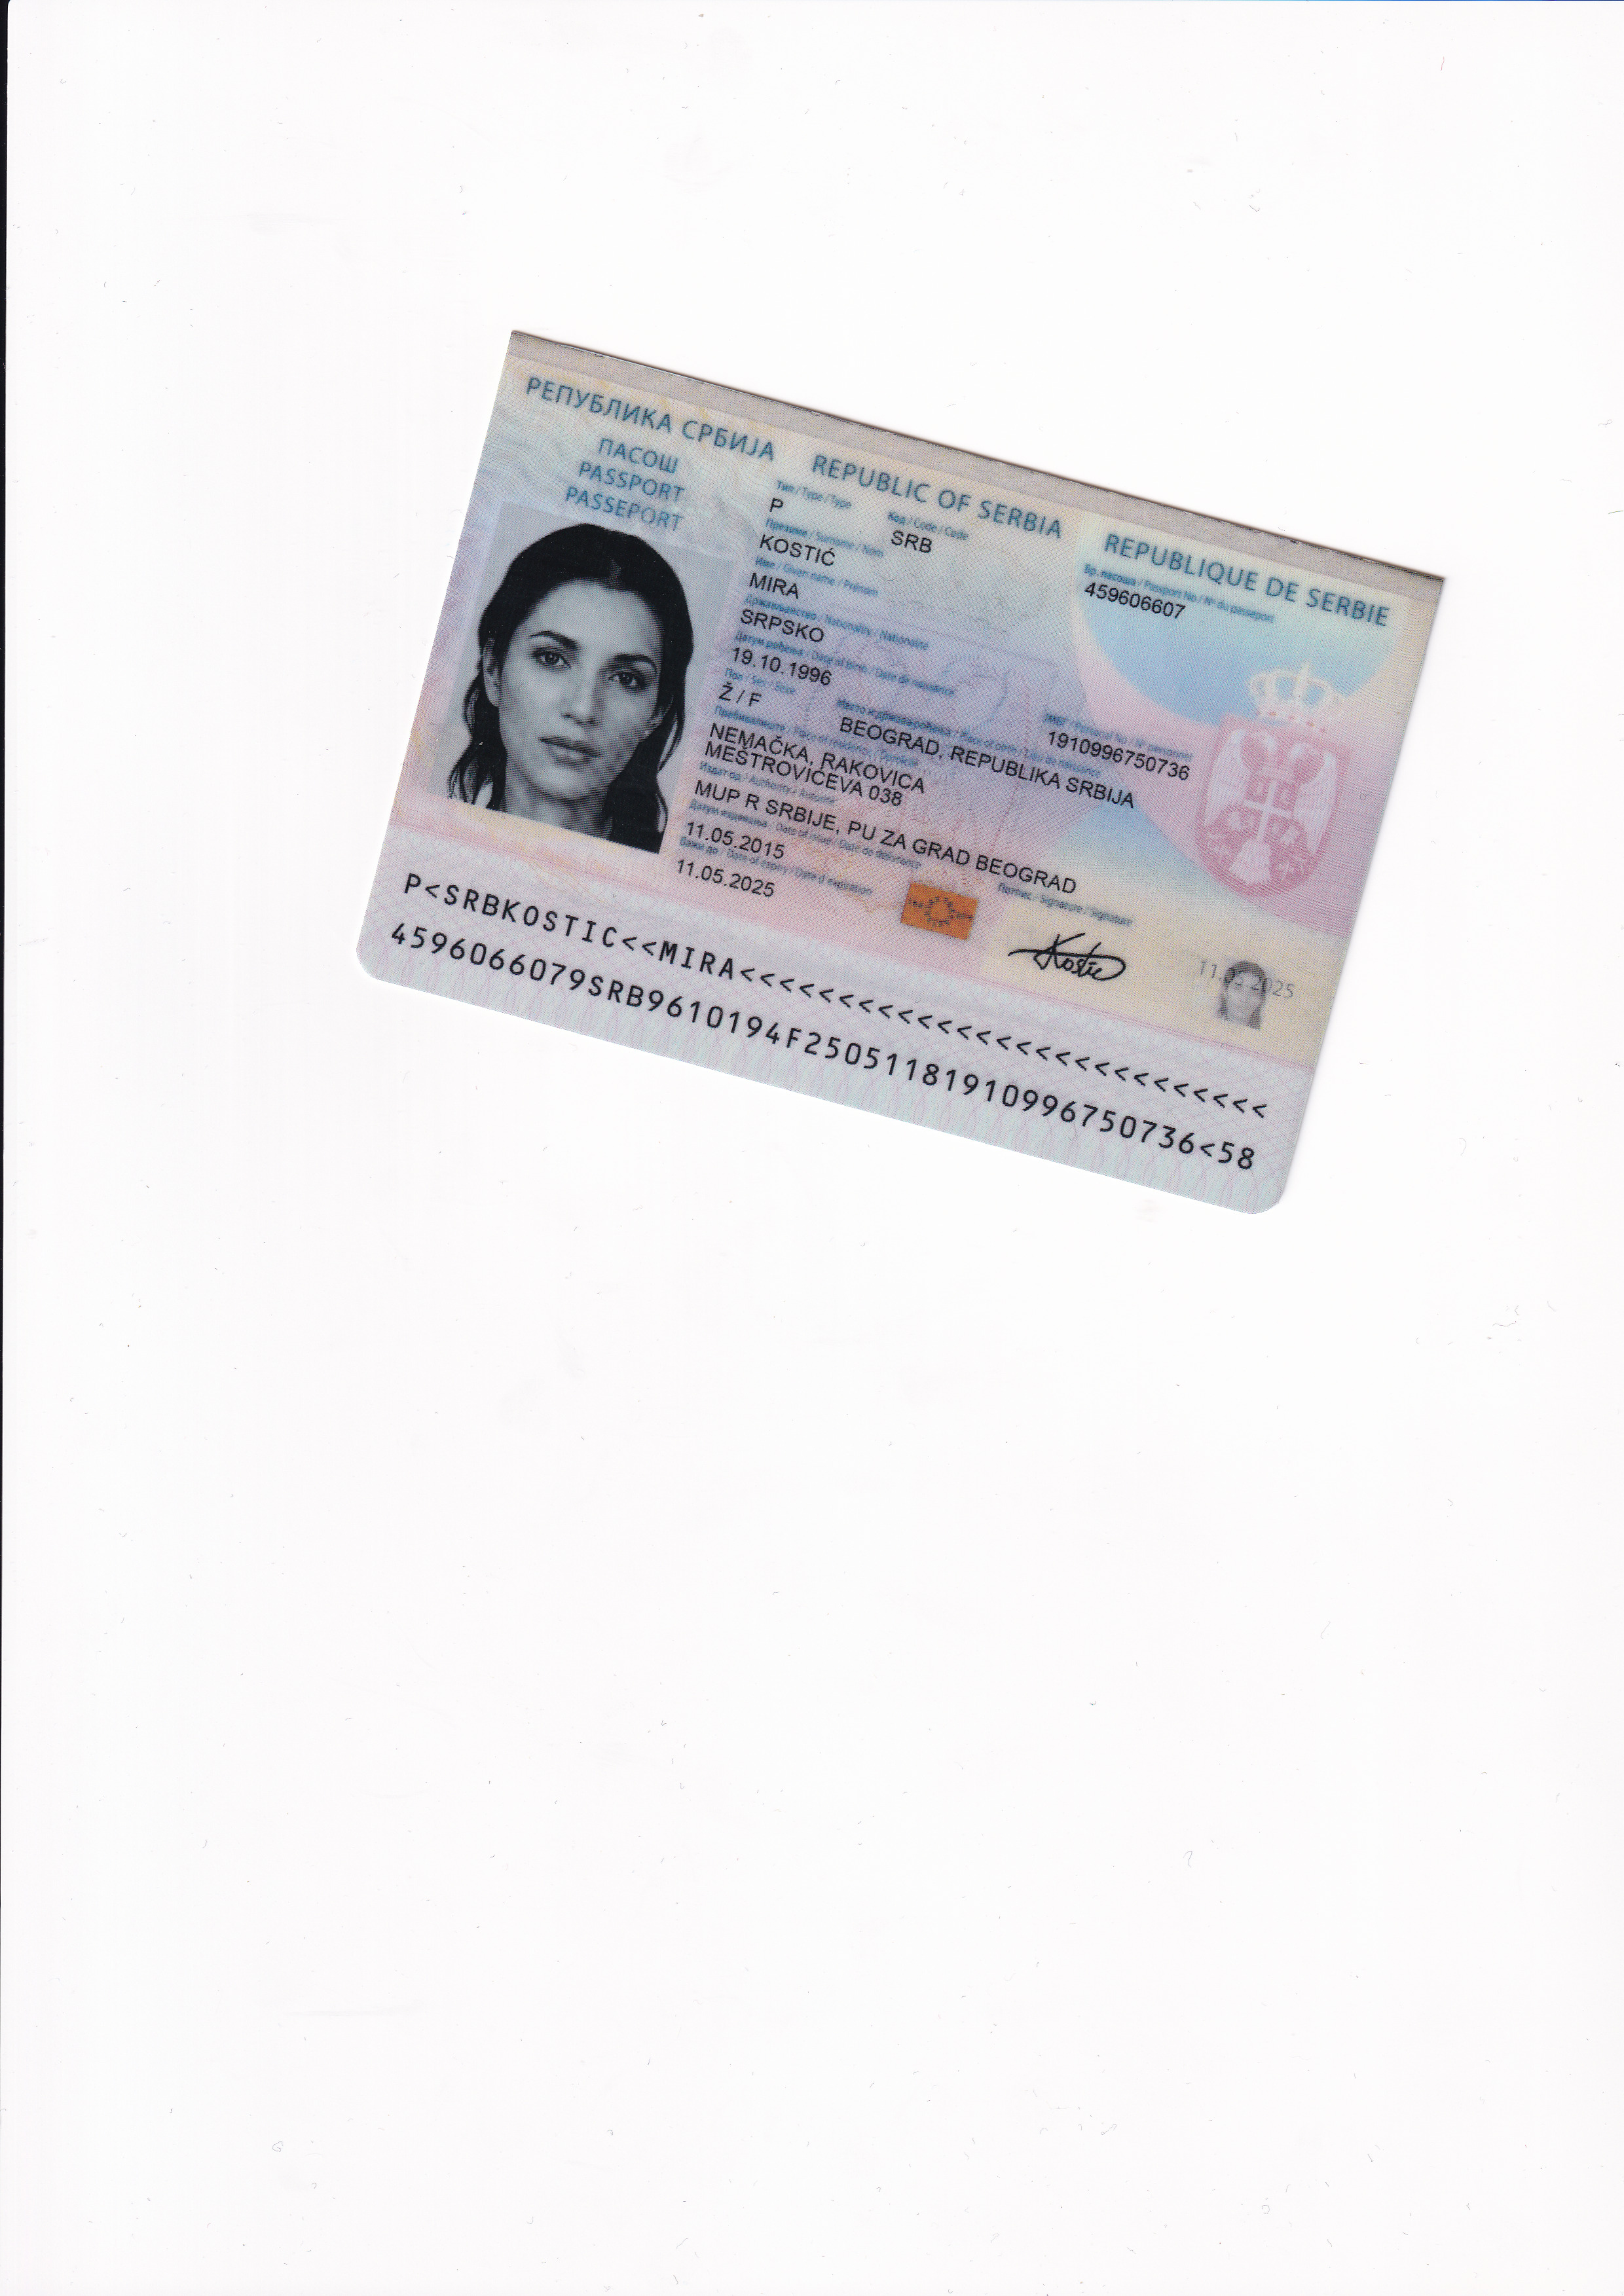 РЕПУБЛИКА СРБИЈА REPUBLIC OF SERBIA REPUBLIQUE DE SERBIE
ПАСОШ
PASSPORT
PASSEPORT
Тип / Type / Type
P
Код / Code / Code
SRB
Вр. пасоша / Passport No / Nº du passeport
459606607
Презиме / Surname / Nom
KOSTIĆ
Име / Given name / Prénom
MIRA
Држављанство / Nationality / Nationalité
SRPSKO
Датум рођења / Date of birth / Date de naissance
19.10.1996
ЈМБГ / Personal No / Nº personnel
1910996750736
Пол / Sex / Sexe
Ž / F
Место и држава рођења / Place of birth / Lieu de naissance
BEOGRAD, REPUBLIKA SRBIJA
Пребивалиште / Place of residence / Domicile
NEMAČKA, RAKOVICA
MEŠTROVIĆEVA 038
Издат од / Authority / Autorité
MUP R SRBIJE, PU ZA GRAD BEOGRAD
Датум издавања / Date of issue / Date de délivrance
11.05.2015
Важи до / Date of expiry / Date d expiration
11.05.2025
Потпис / Signature / Signature
Kostić
11.05.2025
P<SRBKOSTIC<<MIRA<<<<<<<<<<<<<<<<<<<<<<<<<<<
4596066079SRB9610194F25051181910996750736<58